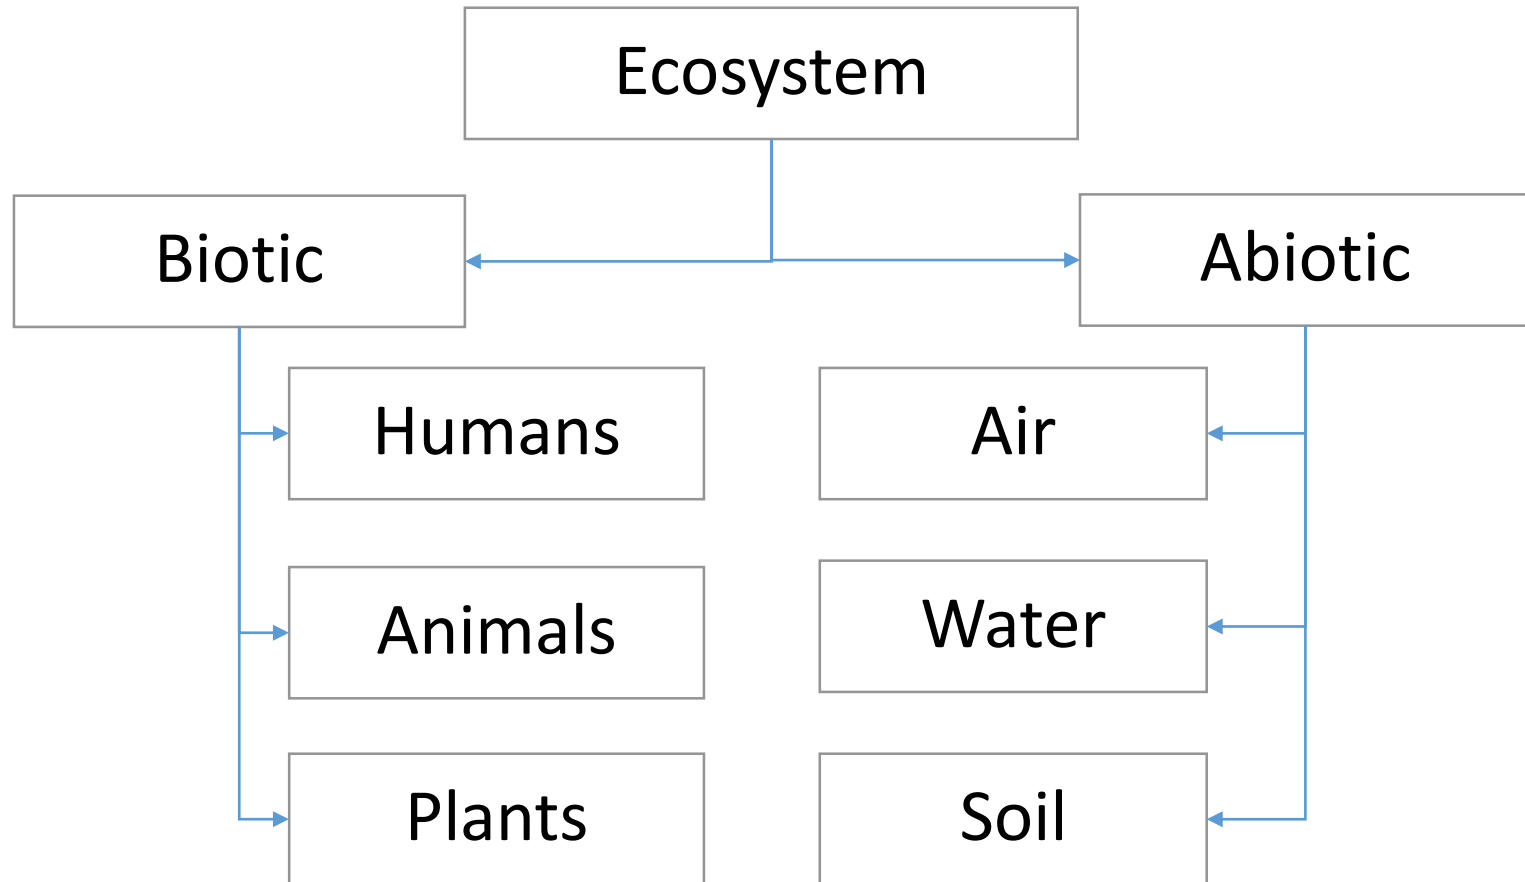 Ecosystem
Biotic
Abiotic
Humans
Air
Animals
Water
Plants
Soil